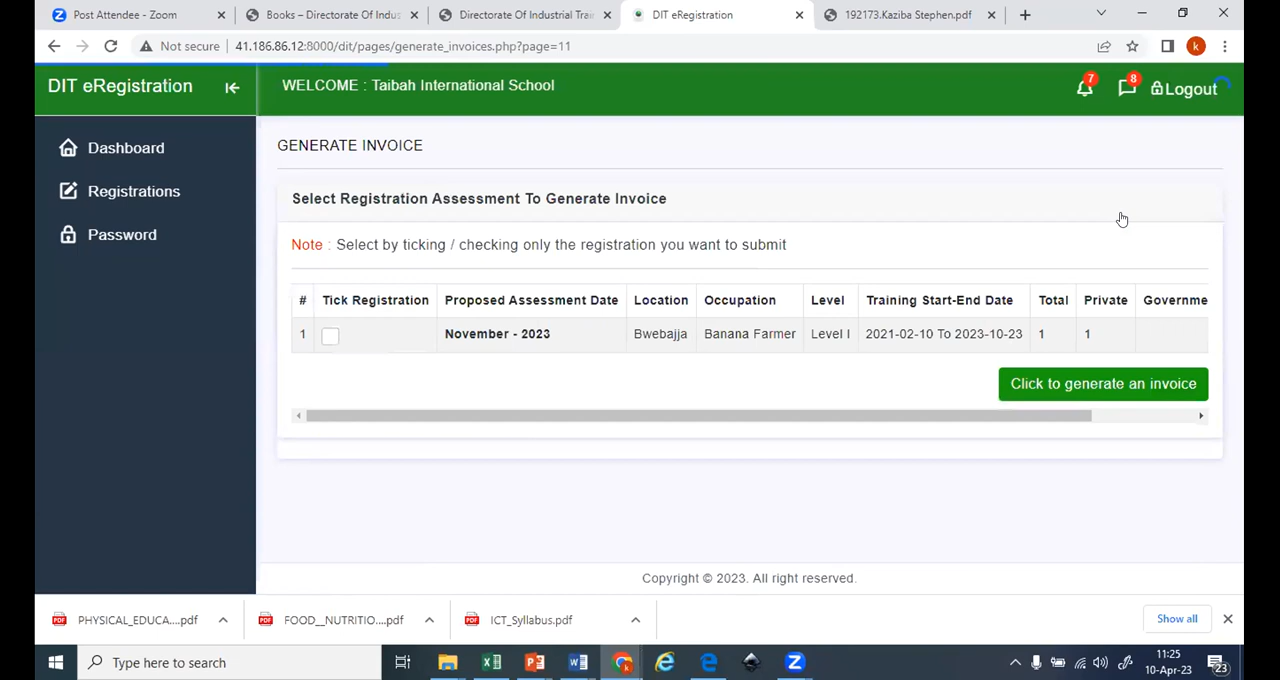 Post Attendee - Zoom
Books – Directorate Of Indus
Directorate Of Industrial Train
DIT eRegistration
192173.Kaziba Stephen.pdf
Not secure
41.186.86.12:8000/dit/pages/generate_invoices.php?page=11
k
DIT eRegistration
WELCOME : Taibah International School
7
8
Logout
Dashboard
Registrations
Password
GENERATE INVOICE
Select Registration Assessment To Generate Invoice
Note : Select by ticking / checking only the registration you want to submit
# Tick Registration Proposed Assessment Date Location Occupation Level Training Start-End Date Total Private Governme
1 November - 2023 Bwebajja Banana Farmer Level I 2021-02-10 To 2023-10-23 1 1
Click to generate an invoice
Copyright © 2023. All right reserved.
PHYSICAL_EDUCA....pdf
FOOD__NUTRITIO....pdf
ICT_Syllabus.pdf
Show all
Type here to search
11:25
10-Apr-23
23